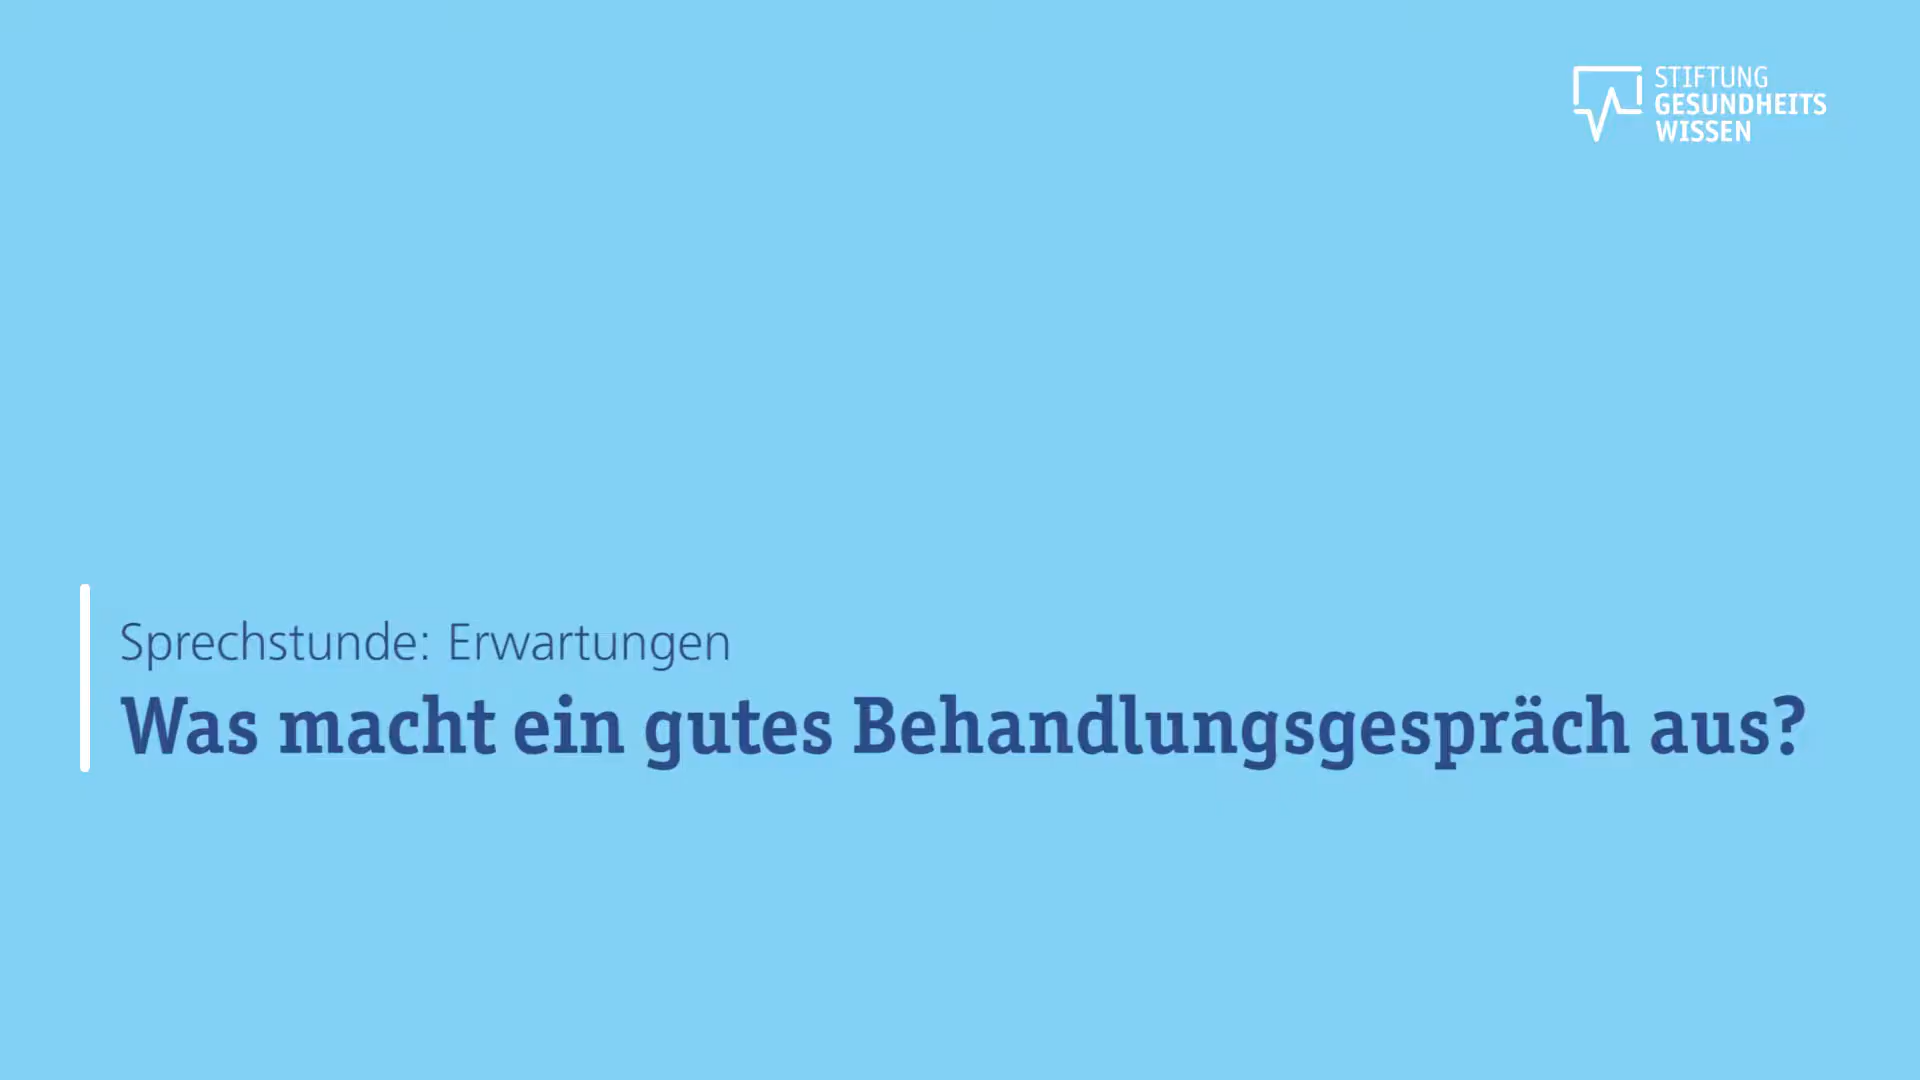 STIFTUNG
GESUNDHEITS
WISSEN
Sprechstunde: Erwartungen
Was macht ein gutes Behandlungsgespräch aus?